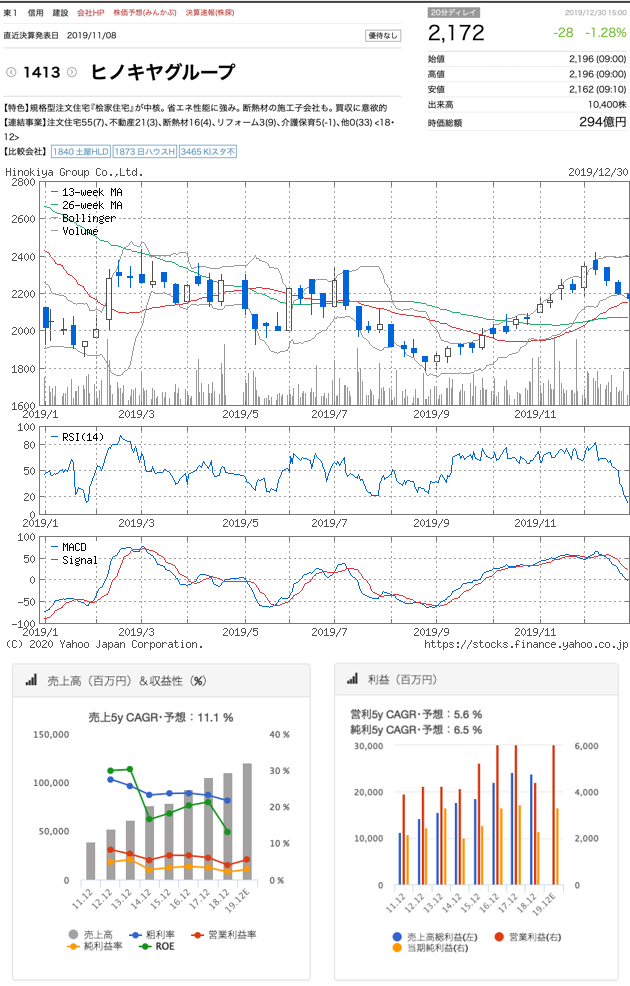 東1 信用 建設 会社HP 株価予想(みんかぶ) 決算速報(株探)
直近決算発表日 2019/11/08 優待なし
1413 ヒノキヤグループ
【特色】規格型注文住宅『桧家住宅』が中核。省エネ性能に強み。断熱材の施工子会社も。買収に意欲的
【連結事業】注文住宅55(7)、不動産21(3)、断熱材16(4)、リフォーム3(9)、介護保育5(-1)、他0(33) <18・
12>
【比較会社】 1840 土屋HLD 1873 日ハウスH 3465 KIスタ不
20分ディレイ 2019/12/30 15:00
2,172 -28 -1.28%
始値 2,196 (09:00)
高値 2,196 (09:00)
安値 2,162 (09:10)
出来高 10,400株
時価総額 294億円
Hinokiya Group Co.,Ltd. 2019/12/30
2800
2600
2400
2200
2000
1800
1600
13-week MA
26-week MA
Bollinger
Volume
2019/1 2019/3 2019/5 2019/7 2019/9 2019/11
100
80
50
20
0
RSI(14)
2019/1 2019/3 2019/5 2019/7 2019/9 2019/11
100
50
0
-50
-100
MACD
Signal
2019/1 2019/3 2019/5 2019/7 2019/9 2019/11
(C) 2020 Yahoo Japan Corporation. https://stocks.finance.yahoo.co.jp
売上高（百万円）＆収益性（%）
売上5y CAGR・予想：11.1 %
150,000
100,000
50,000
0
40 %
30 %
20 %
10 %
0 %
11.12 12.12 13.12 14.12 15.12 16.12 17.12 18.12 19.12E
売上高 粗利率 営業利益率
純利益率 ROE
利益（百万円）
営利5y CAGR・予想：5.6 %
純利5y CAGR・予想：6.5 %
30,000
20,000
10,000
0
6,000
4,000
2,000
0
11.12 12.12 13.12 14.12 15.12 16.12 17.12 18.12 19.12E
売上高総利益(左) 営業利益(右)
当期純利益(右)